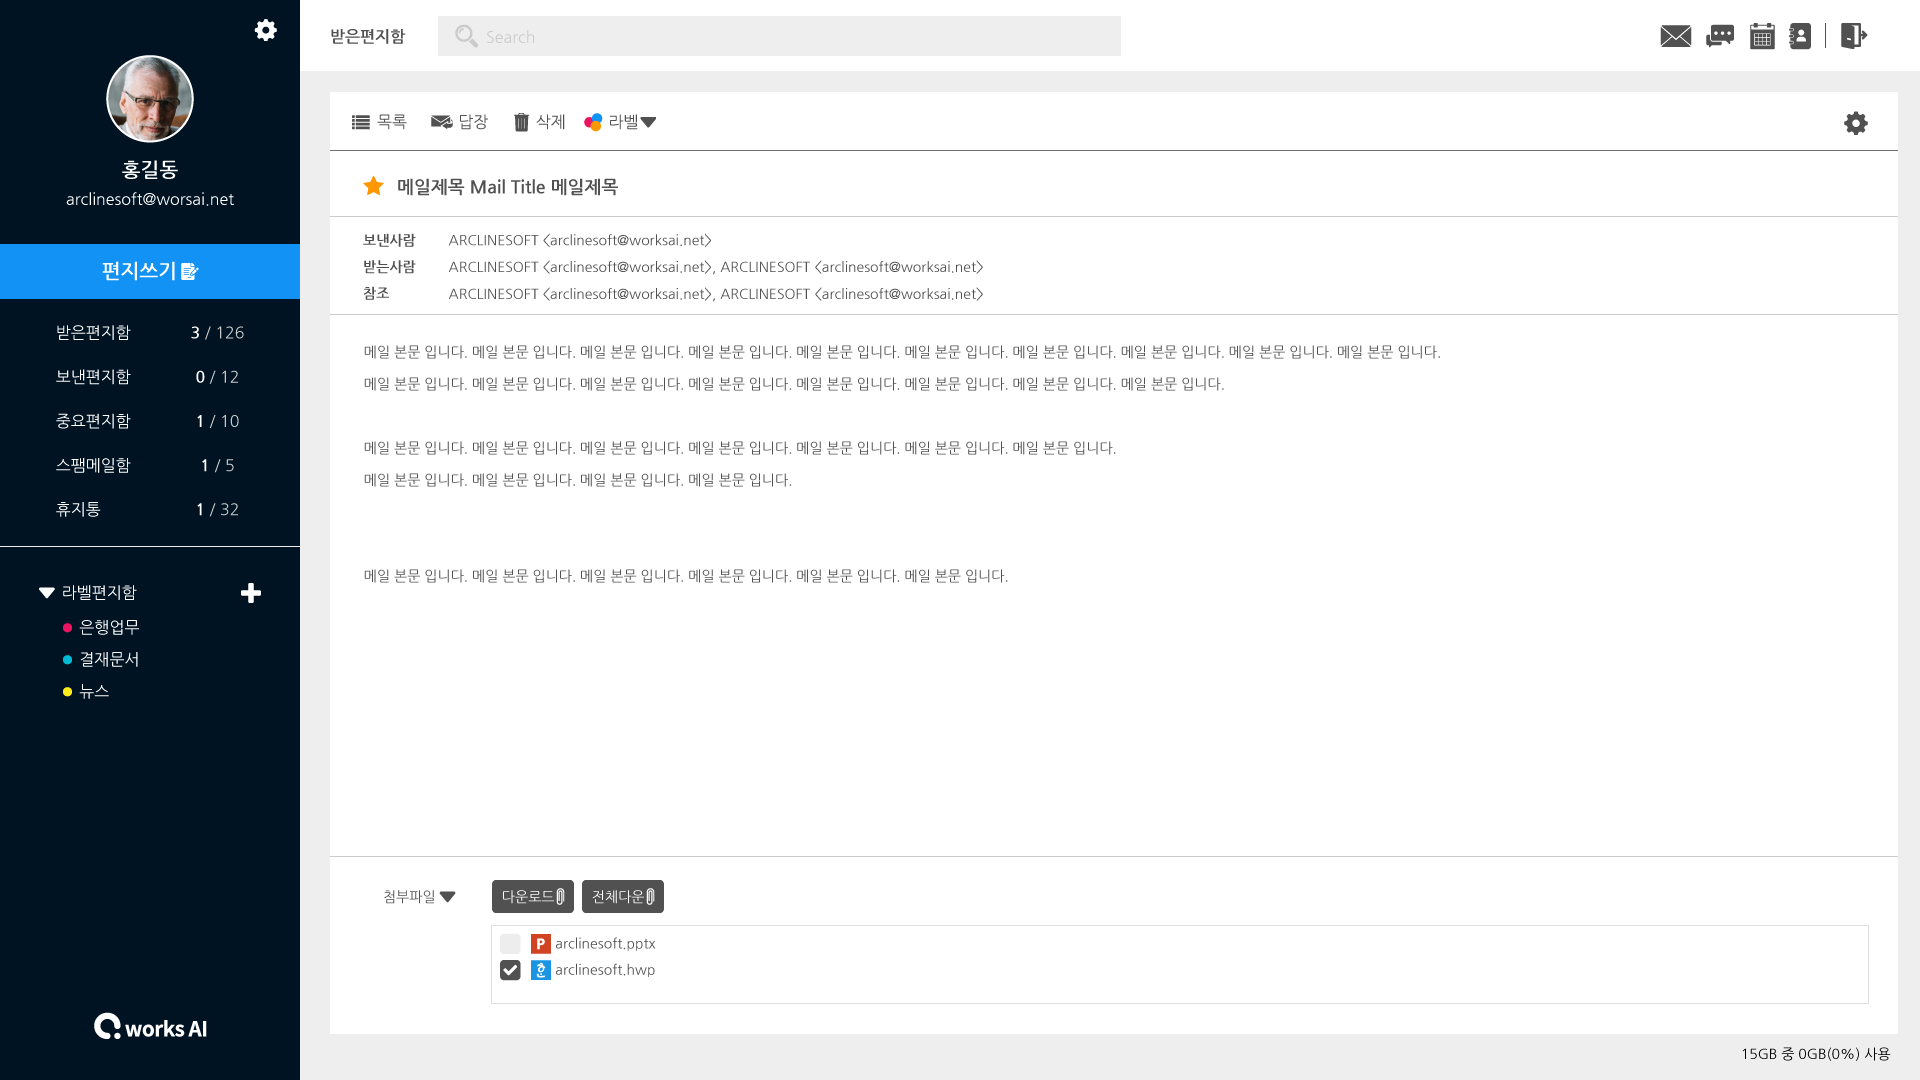 홍길동
arclinesoft@worsai.net
편지쓰기
받은편지함 3 / 126
보낸편지함 0 / 12
중요편지함 1 / 10
스팸메일함 1 / 5
휴지통 1 / 32
라벨편지함
은행업무
결재문서
뉴스
works AI
받은편지함 Search
목록 답장 삭제 라벨
메일제목 Mail Title 메일제목
보낸사람 ARCLINESOFT <arclinesoft@worksai.net>
받는사람 ARCLINESOFT <arclinesoft@worksai.net>, ARCLINESOFT <arclinesoft@worksai.net>
참조 ARCLINESOFT <arclinesoft@worksai.net>, ARCLINESOFT <arclinesoft@worksai.net>
메일 본문 입니다. 메일 본문 입니다. 메일 본문 입니다. 메일 본문 입니다. 메일 본문 입니다. 메일 본문 입니다. 메일 본문 입니다. 메일 본문 입니다. 메일 본문 입니다. 메일 본문 입니다.
메일 본문 입니다. 메일 본문 입니다. 메일 본문 입니다. 메일 본문 입니다. 메일 본문 입니다. 메일 본문 입니다. 메일 본문 입니다. 메일 본문 입니다.
메일 본문 입니다. 메일 본문 입니다. 메일 본문 입니다. 메일 본문 입니다. 메일 본문 입니다. 메일 본문 입니다. 메일 본문 입니다.
메일 본문 입니다. 메일 본문 입니다. 메일 본문 입니다. 메일 본문 입니다.
메일 본문 입니다. 메일 본문 입니다. 메일 본문 입니다. 메일 본문 입니다. 메일 본문 입니다. 메일 본문 입니다.
첨부파일 다운로드 전체다운
P arclinesoft.pptx
arclinesoft.hwp
15GB 중 0GB(0%) 사용